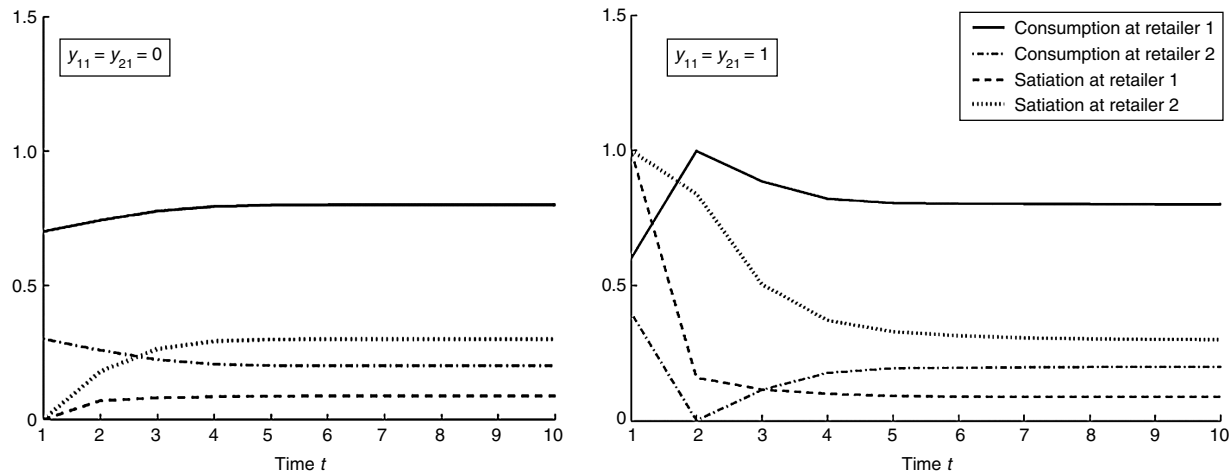 1.5
y11 = y21 = 0
1.0
0.5
0
1 2 3 4 5 6 7 8 9 10
Time t
1.5
y11 = y21 = 1
1.0
0.5
0
1 2 3 4 5 6 7 8 9 10
Time t
Consumption at retailer 1
Consumption at retailer 2
Satiation at retailer 1
Satiation at retailer 2